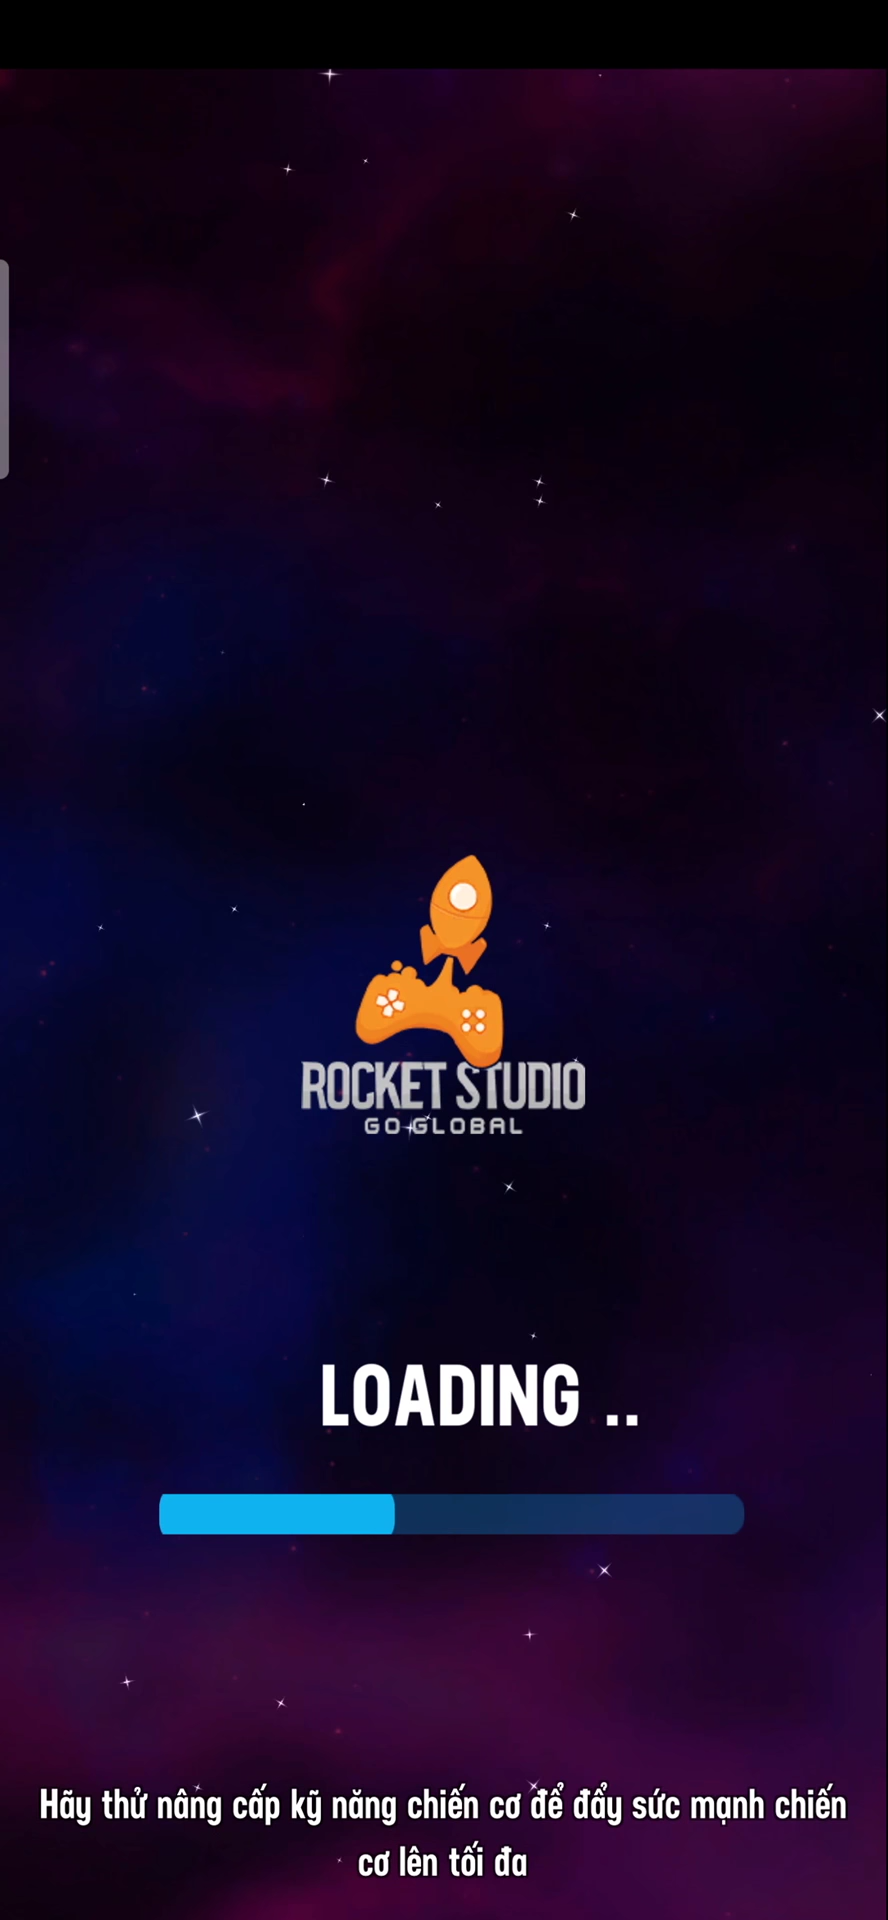 ROCKET STUDIO
GO GLOBAL
LOADING ..
Hãy thử nâng cấp kỹ năng chiến cơ để đẩy sức mạnh chiến
cơ lên tối đa